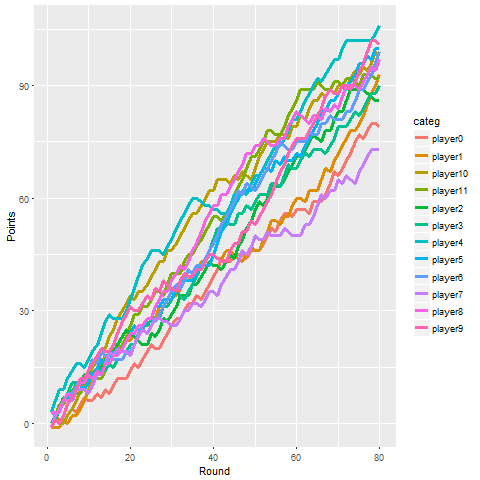 Points
90
60
30
0
0
20
40
60
80
Round
categ
player0
player1
player10
player11
player2
player3
player4
player5
player6
player7
player8
player9